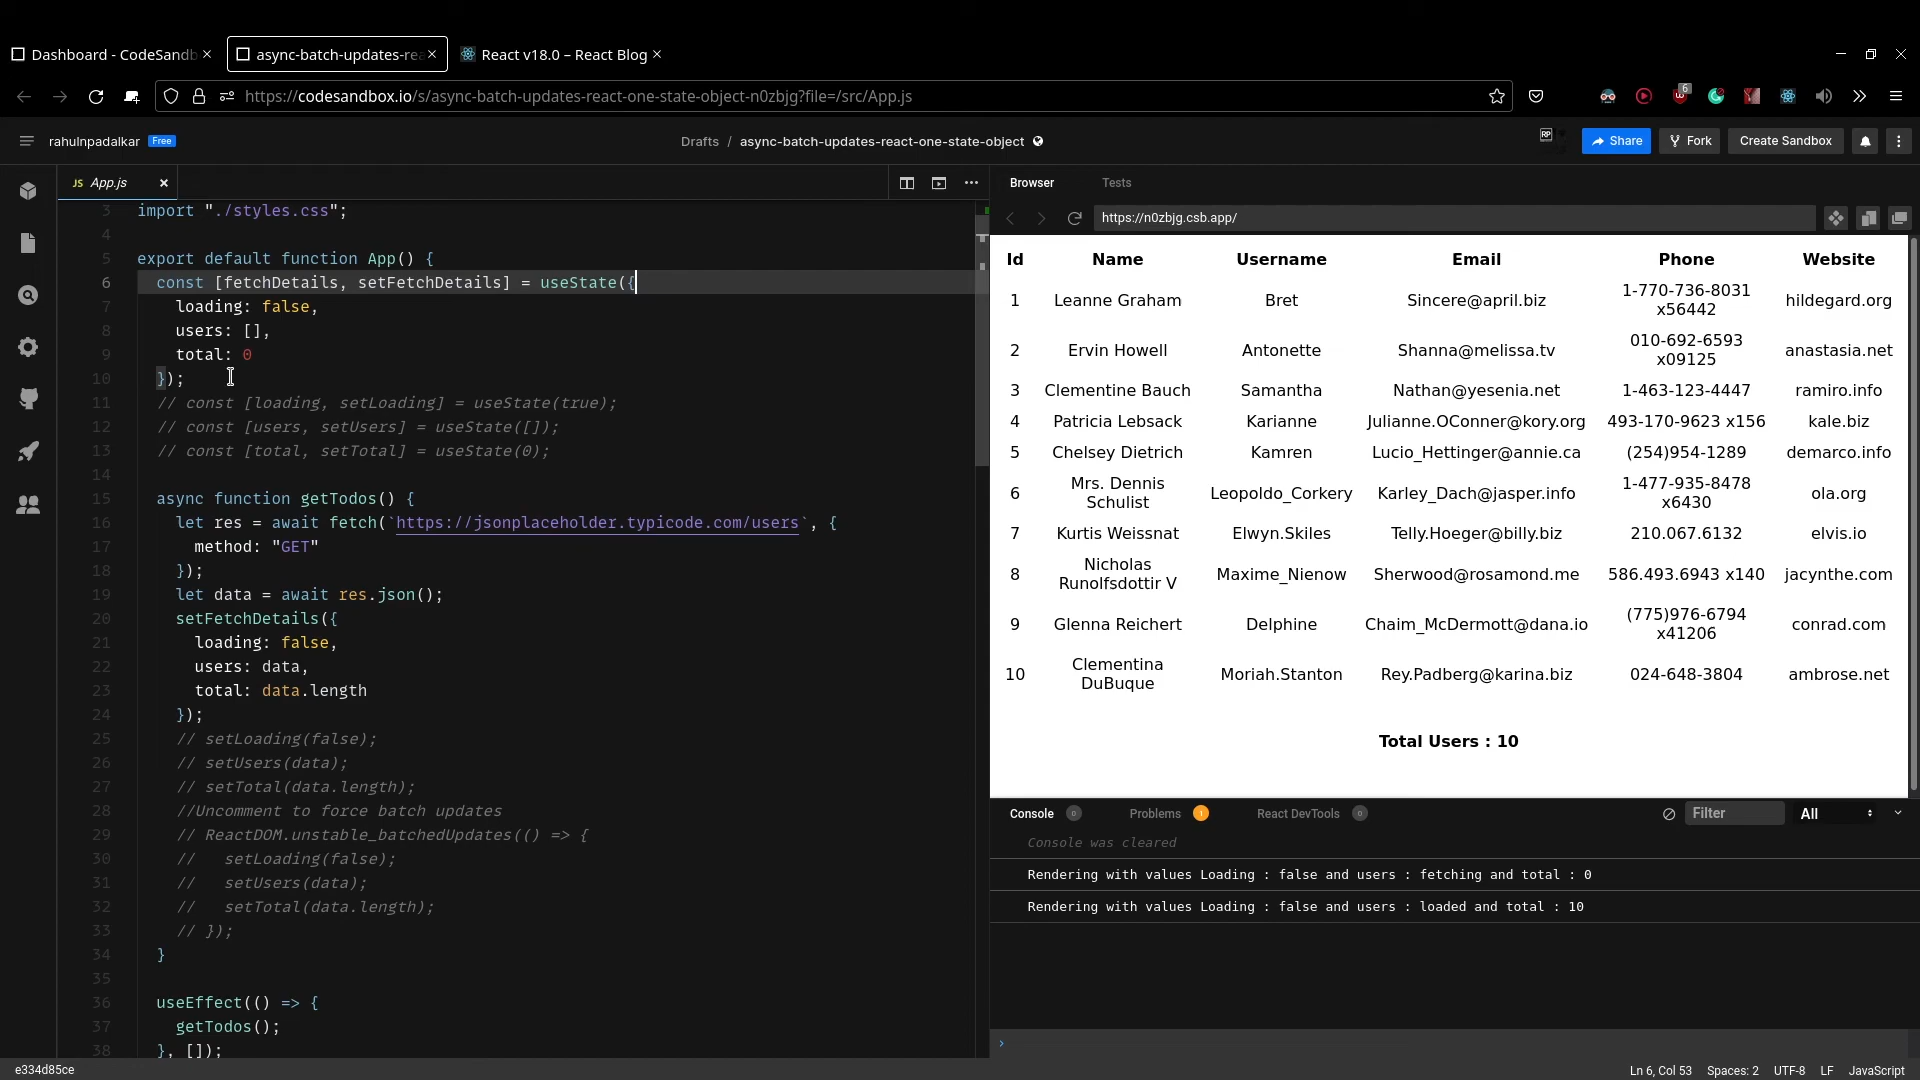 Dashboard - CodeSandb
async-batch-updates-rea
React v18.0 – React Blog
https://codesandbox.io/s/async-batch-updates-react-one-state-object-n0zbjg?file=/src/App.js
6
rahulnpadalkar Free
Drafts / async-batch-updates-react-one-state-object
RP
Share
Fork
Create Sandbox
JS App.js
3 import "./styles.css";
4
5 export default function App() {
6 const [fetchDetails, setFetchDetails] = useState({
7 loading: false,
8 users: [],
9 total: 0
10 });
11 // const [loading, setLoading] = useState(true);
12 // const [users, setUsers] = useState([]);
13 // const [total, setTotal] = useState(0);
14
15 async function getTodos() {
16 let res = await fetch(`https://jsonplaceholder.typicode.com/users`, {
17 method: "GET"
18 });
19 let data = await res.json();
20 setFetchDetails({
21 loading: false,
22 users: data,
23 total: data.length
24 });
25 // setLoading(false);
26 // setUsers(data);
27 // setTotal(data.length);
28 //Uncomment to force batch updates
29 // ReactDOM.unstable_batchedUpdates(() => {
30 // setLoading(false);
31 // setUsers(data);
32 // setTotal(data.length);
33 // });
34 }
35
36 useEffect(() => {
37 getTodos();
38 }, []);
Browser Tests
https://n0zbjg.csb.app/
Id Name Username Email Phone Website
1 Leanne Graham Bret Sincere@april.biz 1-770-736-8031 x56442 hildegard.org
2 Ervin Howell Antonette Shanna@melissa.tv 010-692-6593 x09125 anastasia.net
3 Clementine Bauch Samantha Nathan@yesenia.net 1-463-123-4447 ramiro.info
4 Patricia Lebsack Karianne Julianne.OConner@kory.org 493-170-9623 x156 kale.biz
5 Chelsey Dietrich Kamren Lucio_Hettinger@annie.ca (254)954-1289 demarco.info
6 Mrs. Dennis Schulist Leopoldo_Corkery Karley_Dach@jasper.info 1-477-935-8478 x6430 ola.org
7 Kurtis Weissnat Elwyn.Skiles Telly.Hoeger@billy.biz 210.067.6132 elvis.io
8 Nicholas Runolfsdottir V Maxime_Nienow Sherwood@rosamond.me 586.493.6943 x140 jacynthe.com
9 Glenna Reichert Delphine Chaim_McDermott@dana.io (775)976-6794 x41206 conrad.com
10 Clementina DuBuque Moriah.Stanton Rey.Padberg@karina.biz 024-648-3804 ambrose.net
Total Users : 10
Console 0 Problems 1 React DevTools 0 Filter All
Console was cleared
Rendering with values Loading : false and users : fetching and total : 0
Rendering with values Loading : false and users : loaded and total : 10
e334d85ce
Ln 6, Col 53 Spaces: 2 UTF-8 LF JavaScript